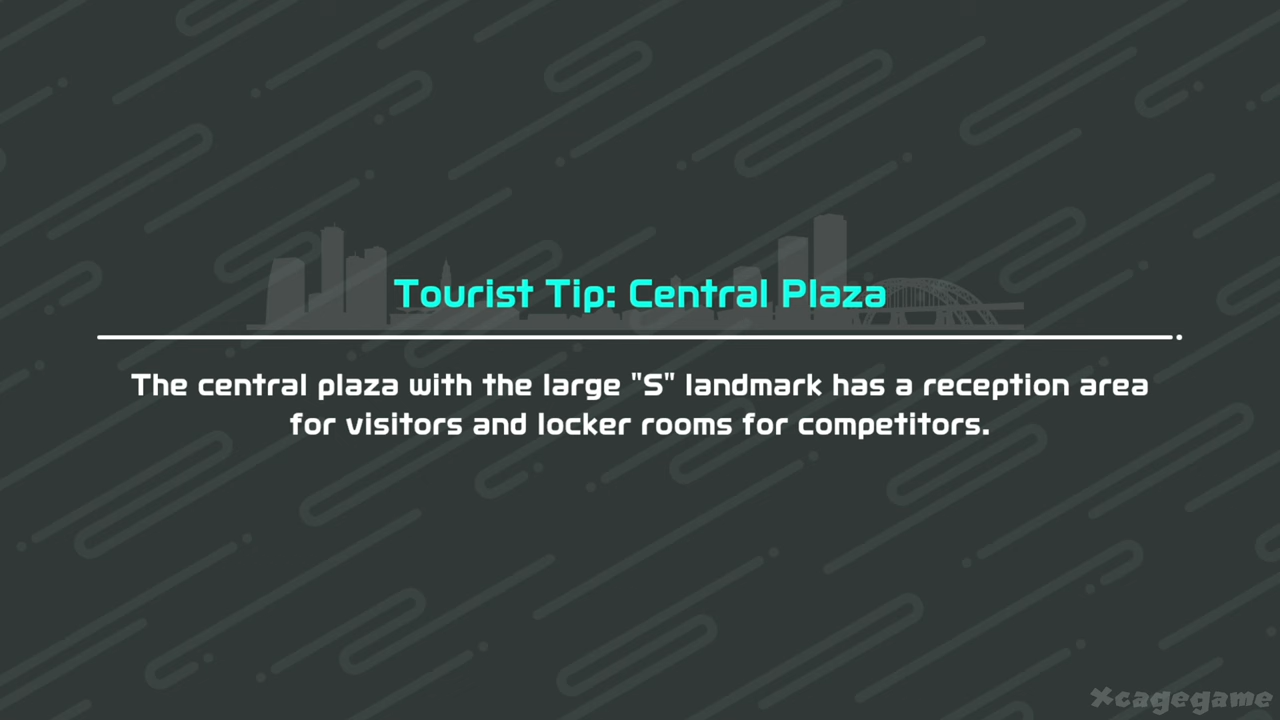 Tourist Tip: Central Plaza
The central plaza with the large "S" landmark has a reception area
for visitors and locker rooms for competitors.
Xcagegame